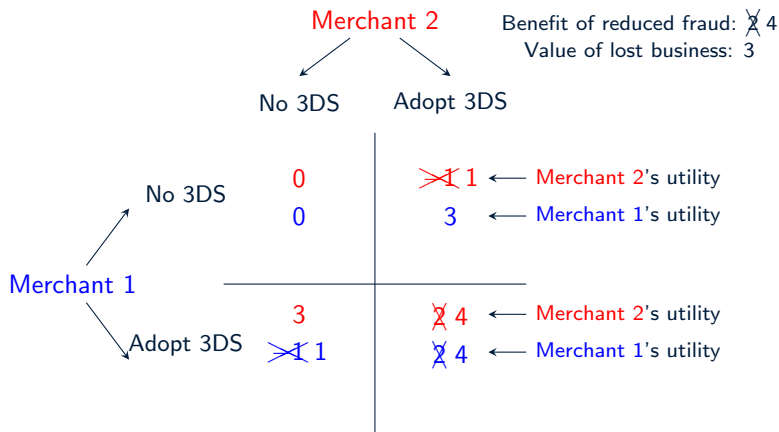 Merchant 2
Benefit of reduced fraud: 2 4
Value of lost business: 3
No 3DS
Adopt 3DS
No 3DS
0
-1 1
Merchant 2's utility
0
3
Merchant 1's utility
Merchant 1
Adopt 3DS
3
2 4
Merchant 2's utility
-1 1
2 4
Merchant 1's utility